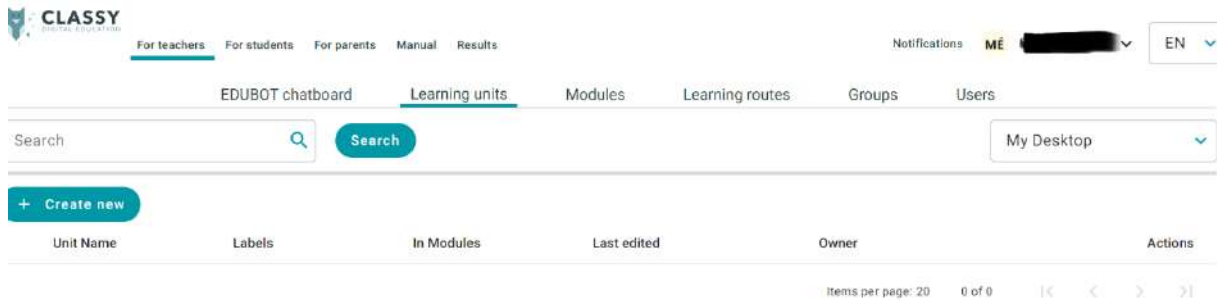 CLASSY
DIGITAL EDUCATION
For teachers For students For parents Manual Results Notifications MÉ EN
EDUBOT chatboard Learning units Modules Learning routes Groups Users
Search Search My Desktop
+ Create new
Unit Name Labels In Modules Last edited Owner Actions
Items per page: 20 0 of 0